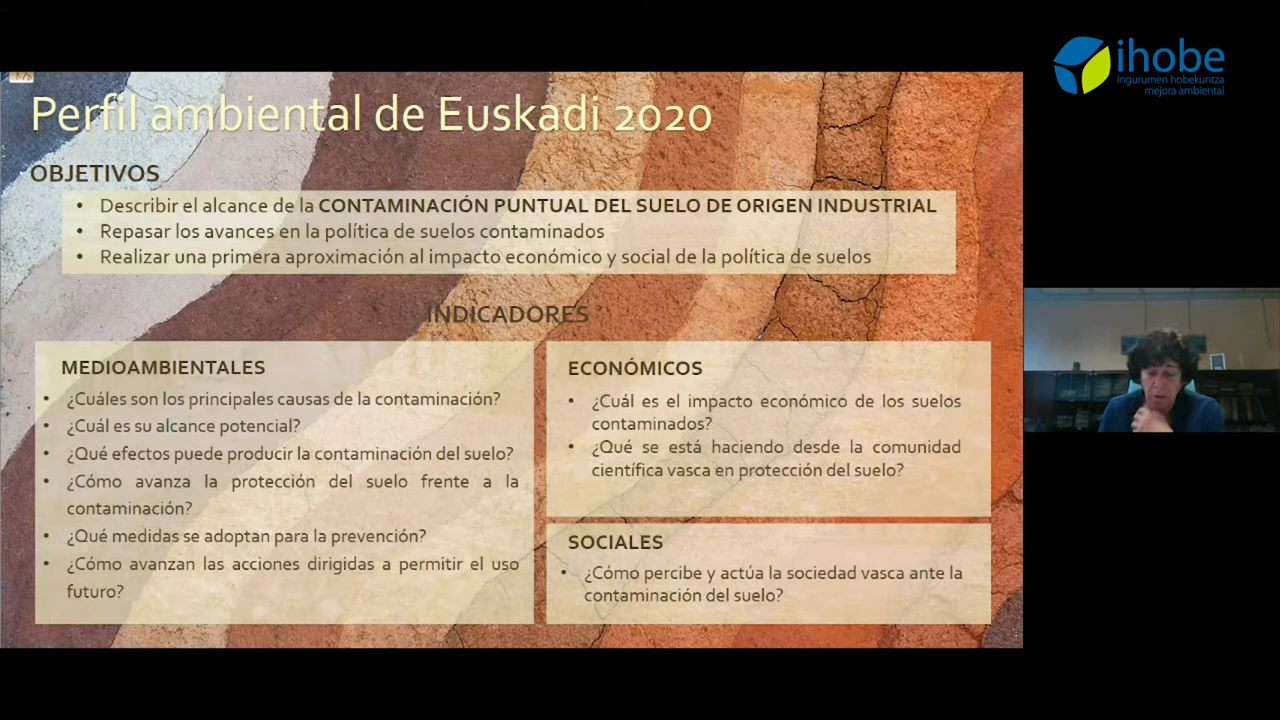 ihobe
ingurumen hobekuntza
mejora ambiental
Perfil ambiental de Euskadi 2020
OBJETIVOS
• Describir el alcance de la CONTAMINACIÓN PUNTUAL DEL SUELO DE ORIGEN INDUSTRIAL
• Repasar los avances en la política de suelos contaminados
• Realizar una primera aproximación al impacto económico y social de la política de suelos
INDICADORES
MEDIOAMBIENTALES
• ¿Cuáles son los principales causas de la contaminación?
• ¿Cuál es su alcance potencial?
• ¿Qué efectos puede producir la contaminación del suelo?
• ¿Cómo avanza la protección del suelo frente a la
contaminación?
• ¿Qué medidas se adoptan para la prevención?
• ¿Cómo avanzan las acciones dirigidas a permitir el uso
futuro?
ECONÓMICOS
• ¿Cuál es el impacto económico de los suelos
contaminados?
• ¿Qué se está haciendo desde la comunidad
científica vasca en protección del suelo?
SOCIALES
• ¿Cómo percibe y actúa la sociedad vasca ante la
contaminación del suelo?